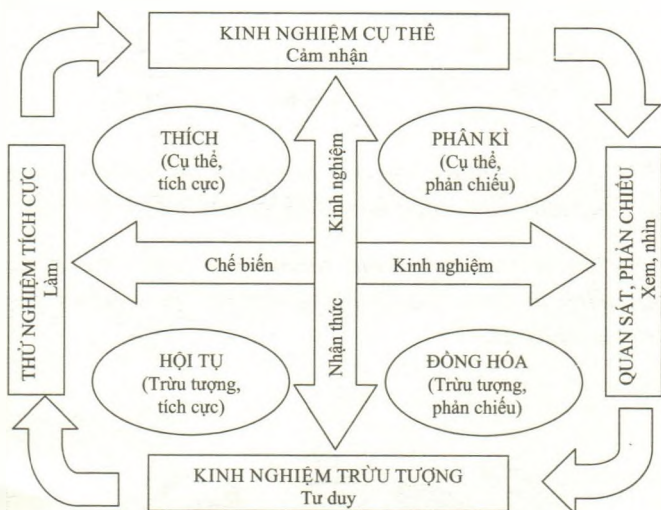 KINH NGHIỆM CỤ THỂ
Cảm nhận
THÍCH
(Cụ thể,
tích cực)
Kinh nghiệm
PHÂN KÌ
(Cụ thể,
phản chiếu)
THỬ NGHIỆM TÍCH CỰC
Làm
Chế biến
Kinh nghiệm
QUAN SÁT, PHẢN CHIẾU
Xem, nhìn
HỘI TỤ
(Trừu tượng,
tích cực)
Nhận thức
ĐỒNG HÓA
(Trừu tượng,
phản chiếu)
KINH NGHIỆM TRỪU TƯỢNG
Tư duy